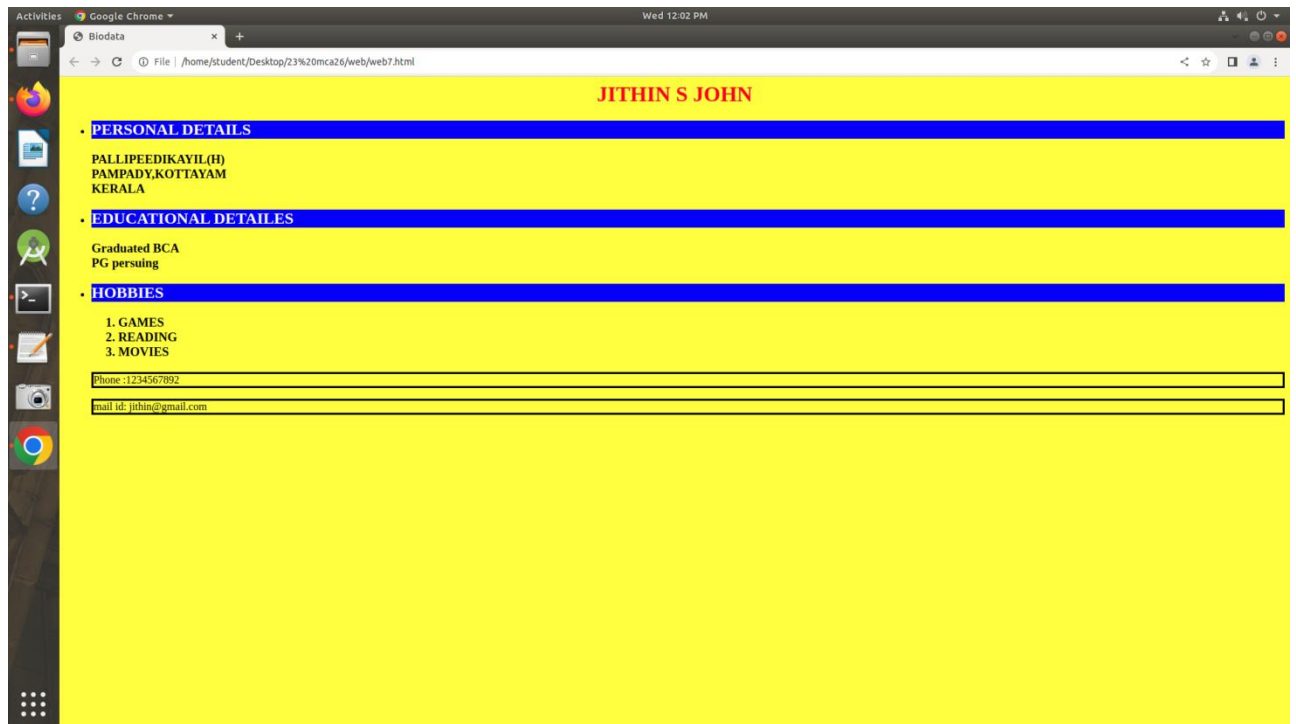 Activities Google Chrome Wed 12:02 PM
Biodata
File | /home/student/Desktop/23%20mca26/web/web7.html
JITHIN S JOHN
PERSONAL DETAILS
PALLIPEEDIKAYIL(H)
PAMPADY,KOTTAYAM
KERALA
EDUCATIONAL DETAILES
Graduated BCA
PG persuing
HOBBIES
1. GAMES
2. READING
3. MOVIES
Phone :1234567892
mail id: jithin@gmail.com